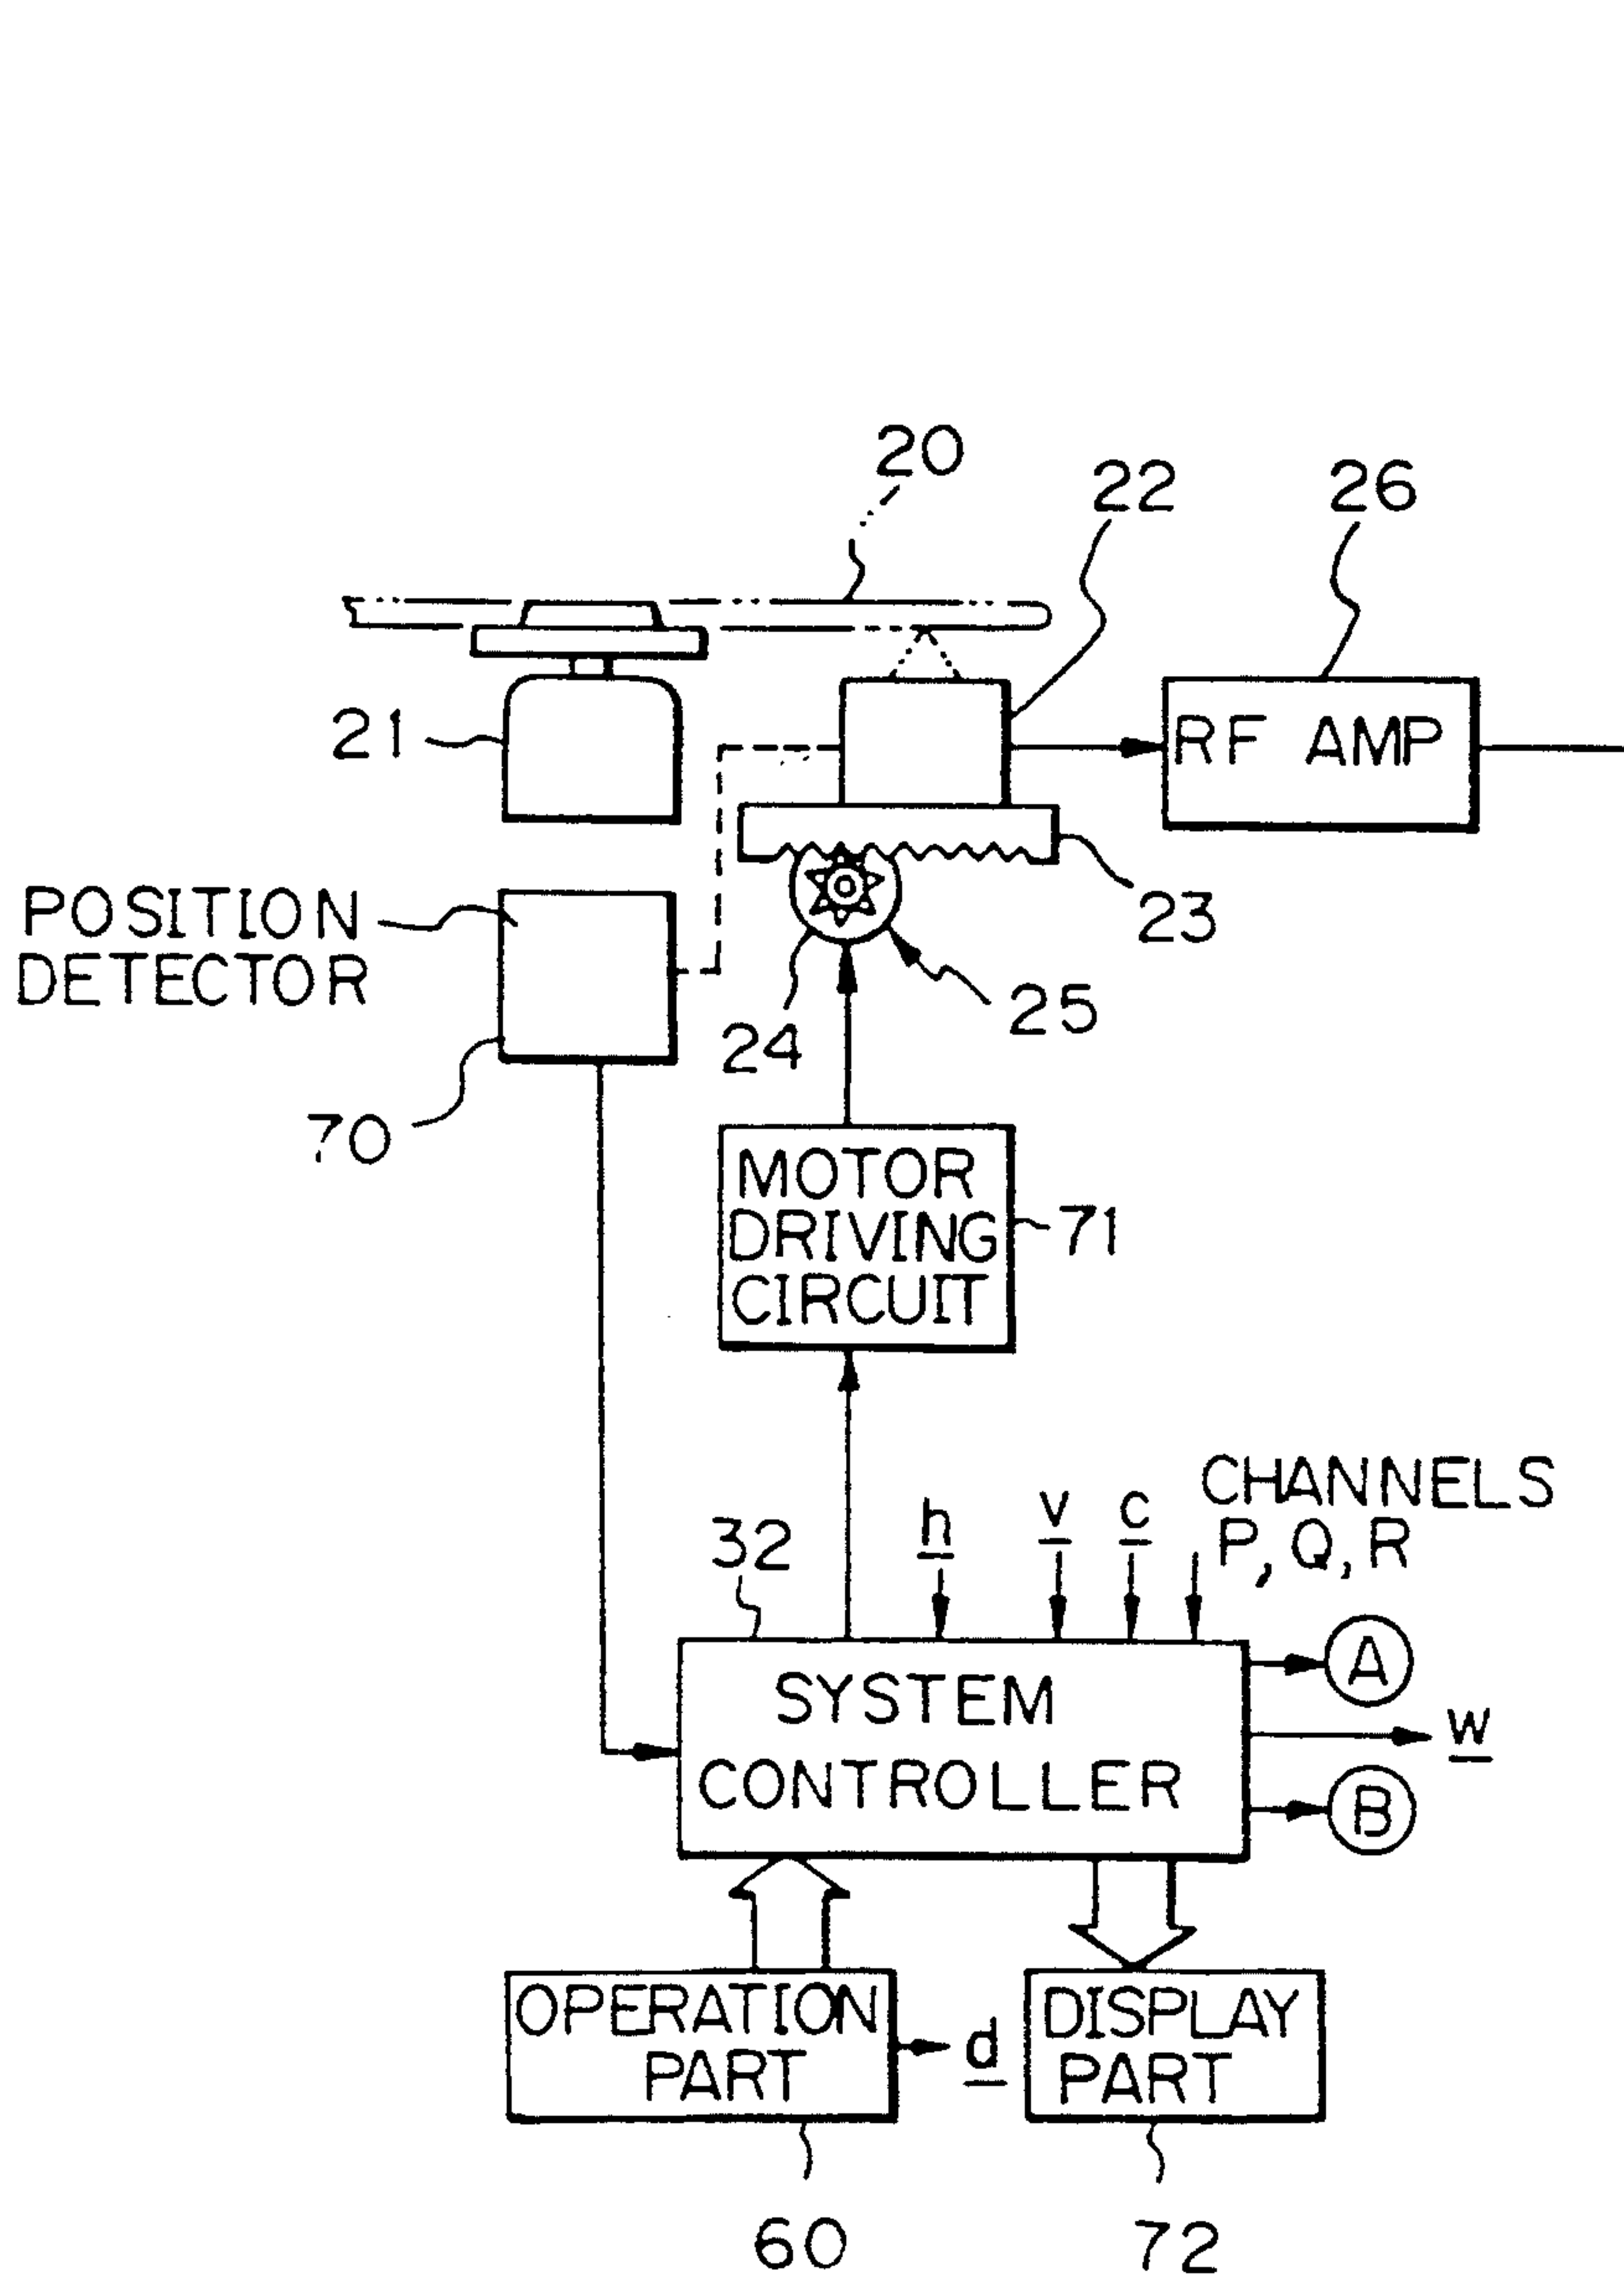 20
22
26
21
RF AMP
POSITION
DETECTOR
23
24
25
70
MOTOR
DRIVING
CIRCUIT
71
CHANNELS
P, Q, R
32
h
v
c
SYSTEM
CONTROLLER
A
w
B
OPERATION
PART
d
DISPLAY
PART
60
72